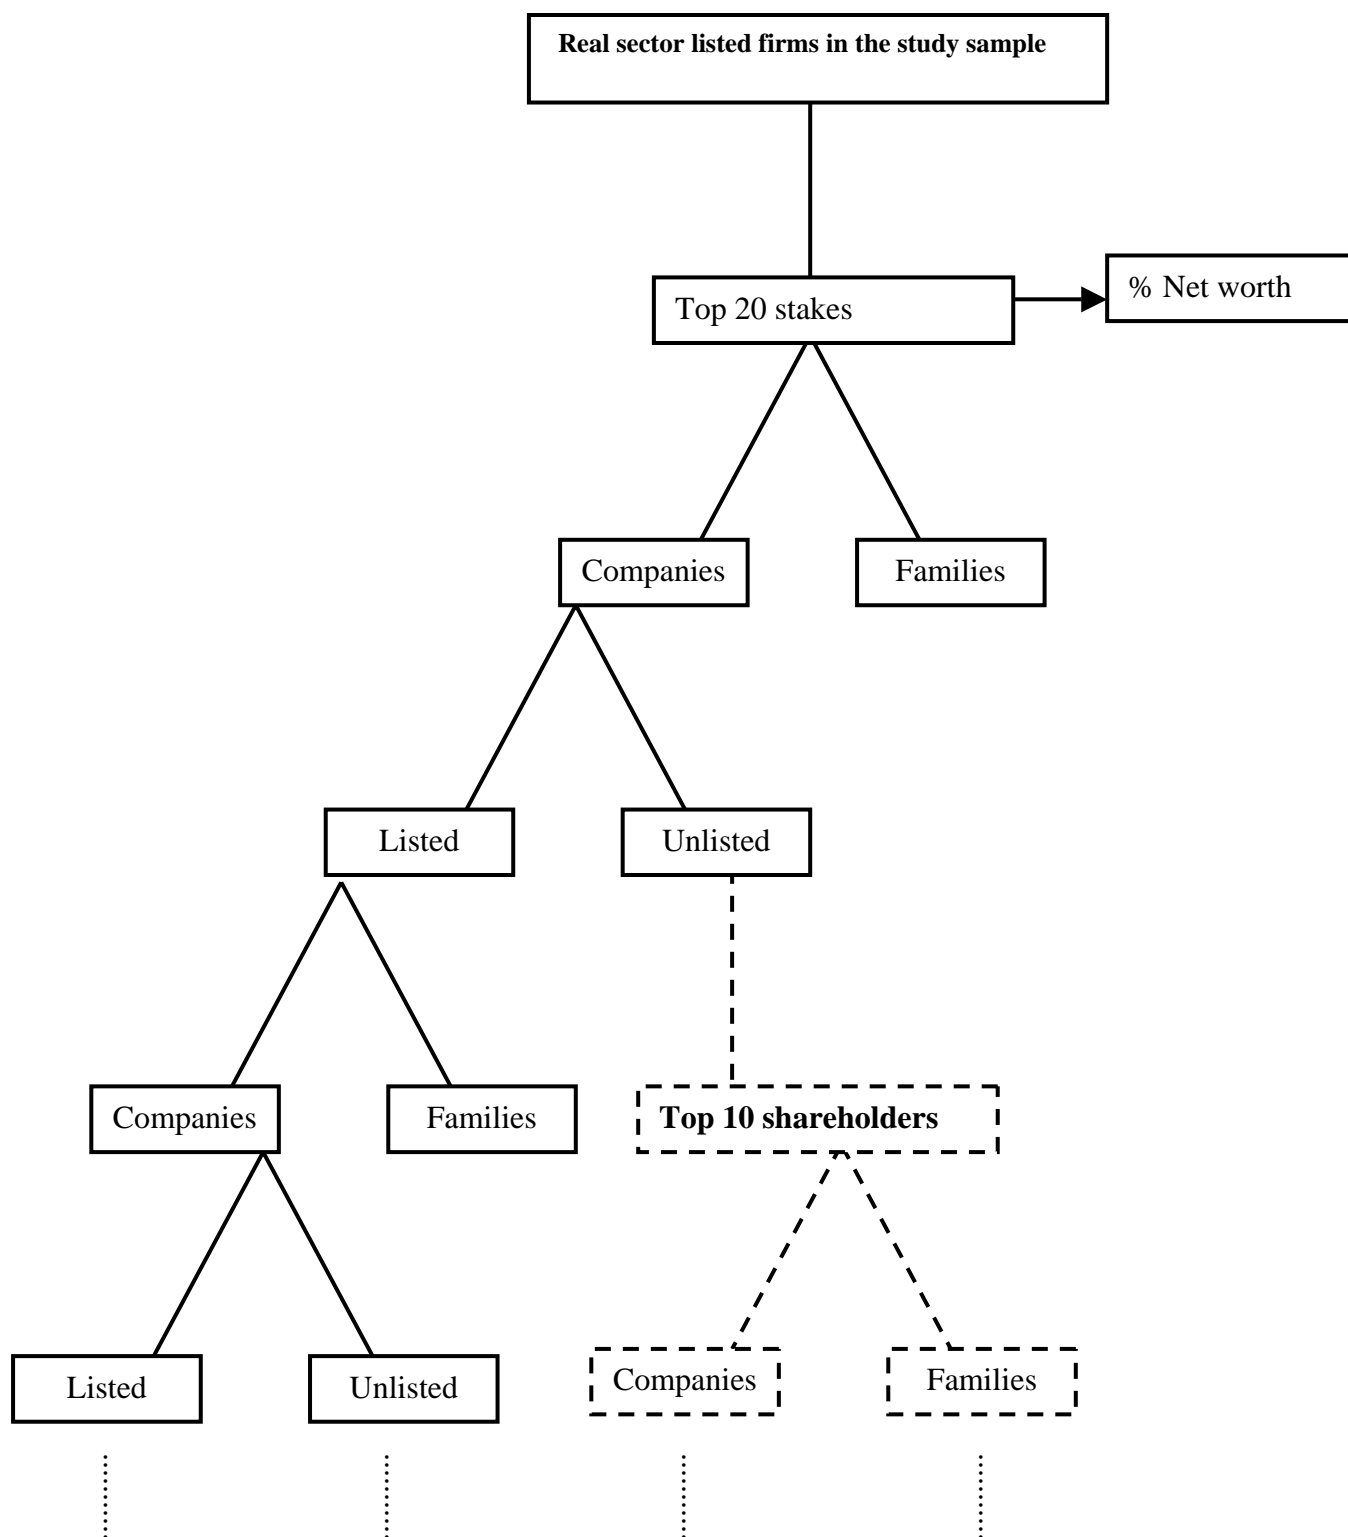 Real sector listed firms in the study sample
Top 20 stakes
% Net worth
Companies
Families
Listed
Unlisted
Companies
Families
Top 10 shareholders
Listed
Unlisted
Companies
Families